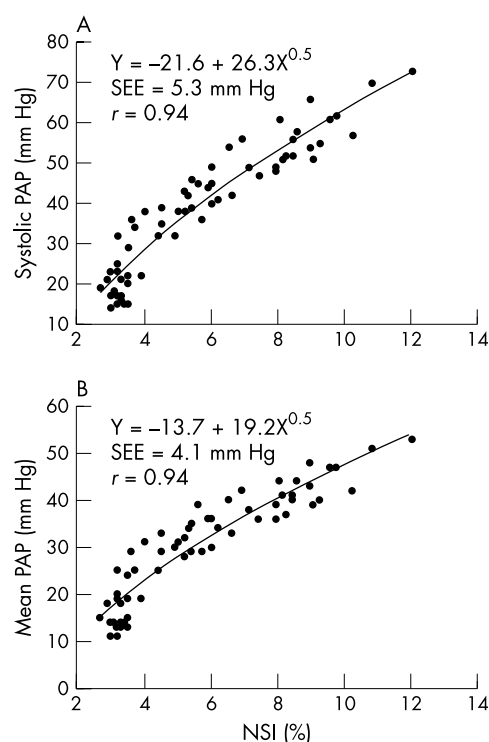 A
80
70
60
50
40
30
20
10
Systolic PAP (mm Hg)
Y = –21.6 + 26.3X^0.5
SEE = 5.3 mm Hg
r = 0.94
2 4 6 8 10 12 14
B
60
50
40
30
20
10
0
Mean PAP (mm Hg)
Y = –13.7 + 19.2X^0.5
SEE = 4.1 mm Hg
r = 0.94
2 4 6 8 10 12 14
NSI (%)